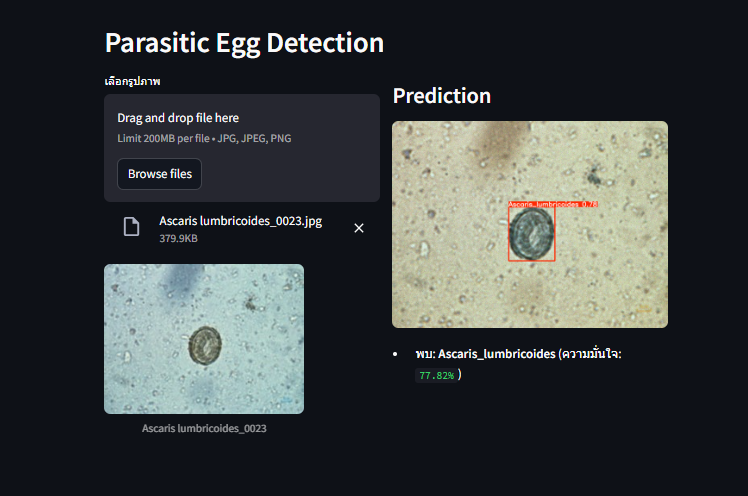 Parasitic Egg Detection
เลือกรูปภาพ
Drag and drop file here
Limit 200MB per file • JPG, JPEG, PNG
Browse files
Ascaris lumbricoides_0023.jpg
379.9KB
Ascaris lumbricoides_0023
Prediction
Ascaris_lumbricoides 0.78
• พบ: Ascaris_lumbricoides (ความมั่นใจ:
77.82% )